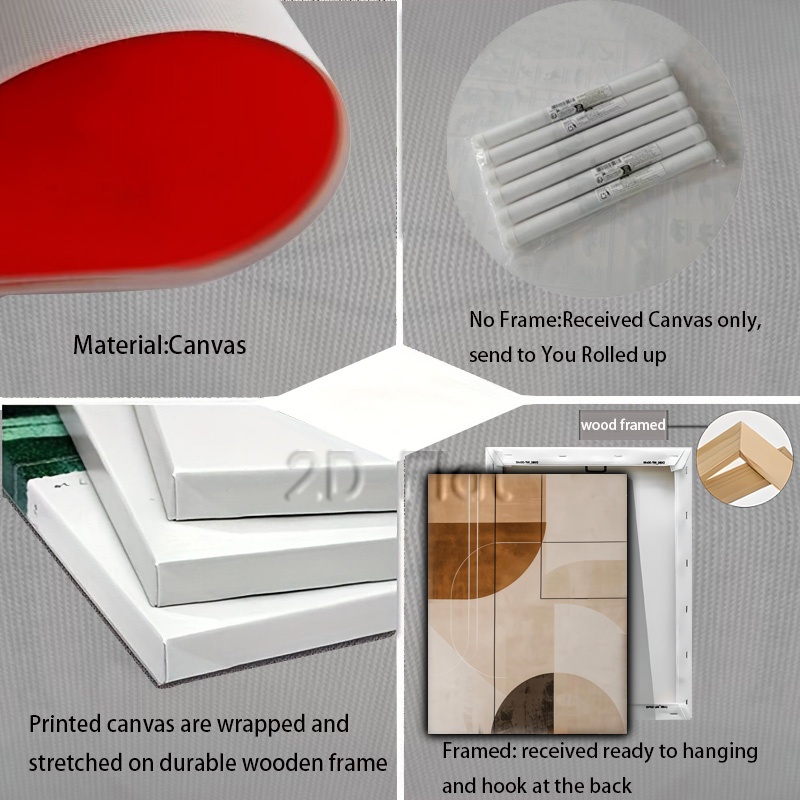 Material:Canvas
No Frame:Received Canvas only,
send to You Rolled up
2D Flat
wood framed
Printed canvas are wrapped and
stretched on durable wooden frame
Framed: received ready to hanging
and hook at the back